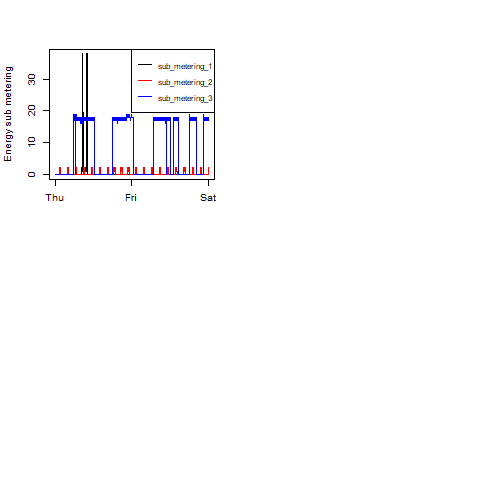 Energy sub metering
30
20
10
0
sub_metering_1
sub_metering_2
sub_metering_3
Thu
Fri
Sat